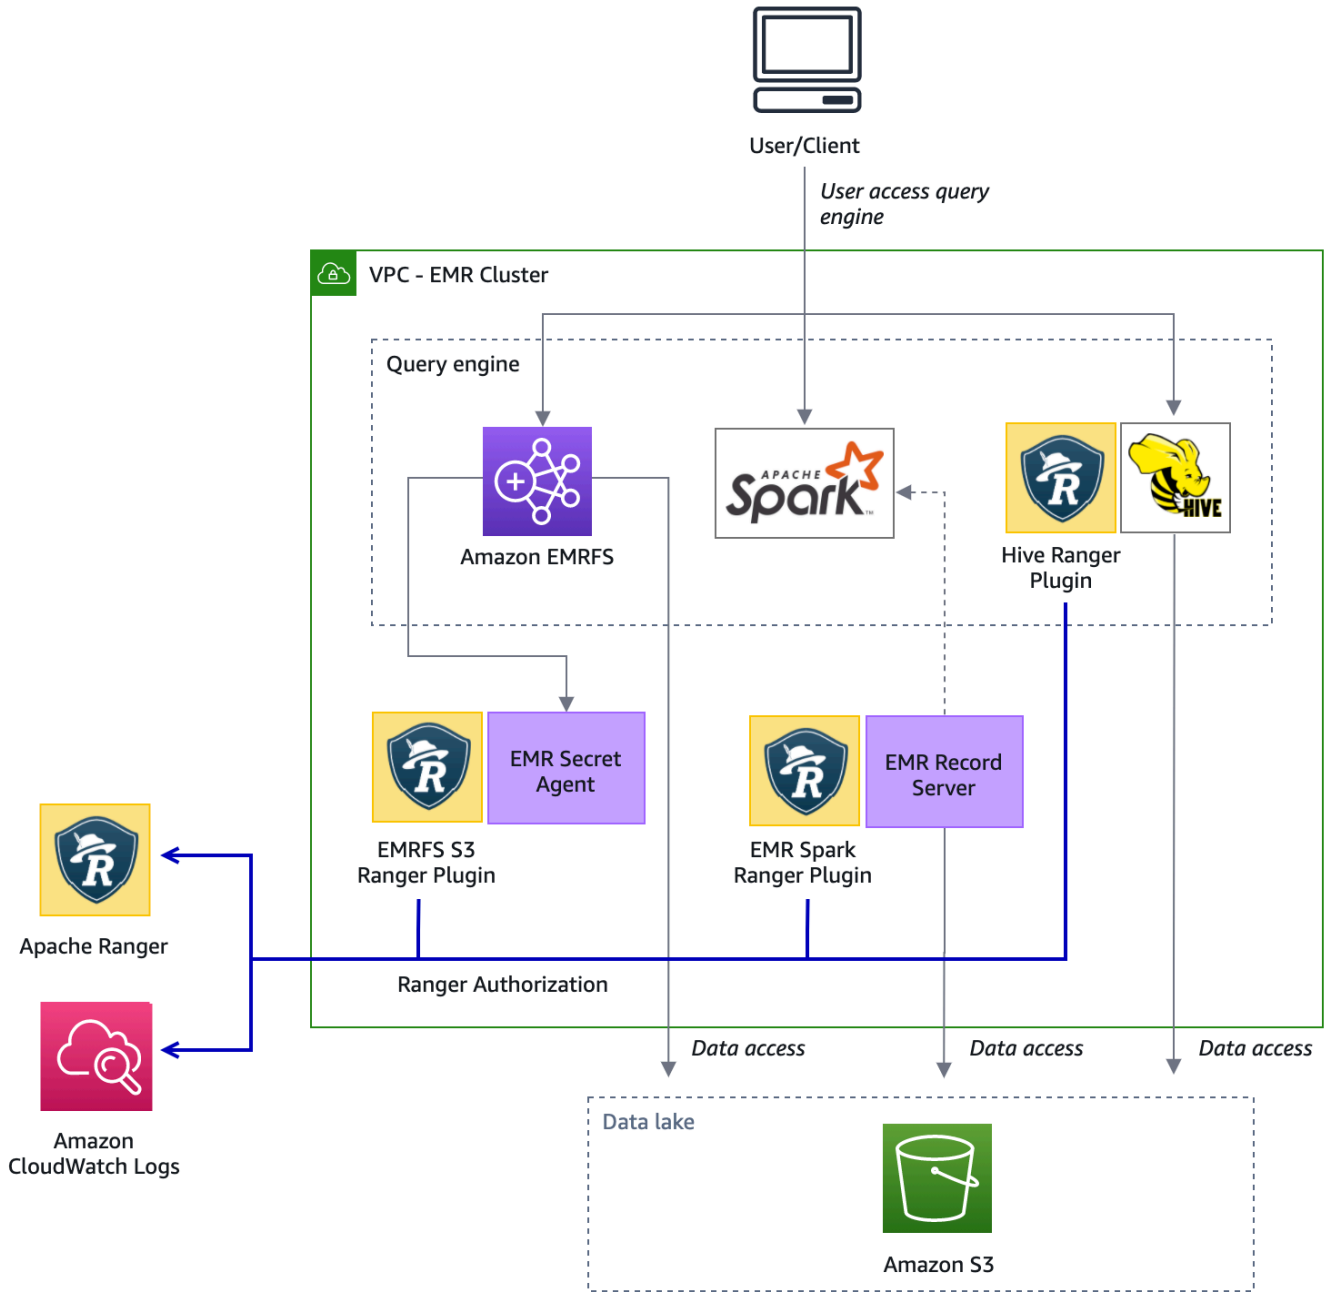 User/Client
User access query
engine
VPC - EMR Cluster
Query engine
APACHE
Spark™
HIVE
Amazon EMRFS
Hive Ranger
Plugin
R
R
EMR Secret
Agent
R
EMR Record
Server
EMRFS S3
Ranger Plugin
EMR Spark
Ranger Plugin
R
Apache Ranger
Ranger Authorization
Data access
Data access
Data access
Amazon
CloudWatch Logs
Data lake
Amazon S3